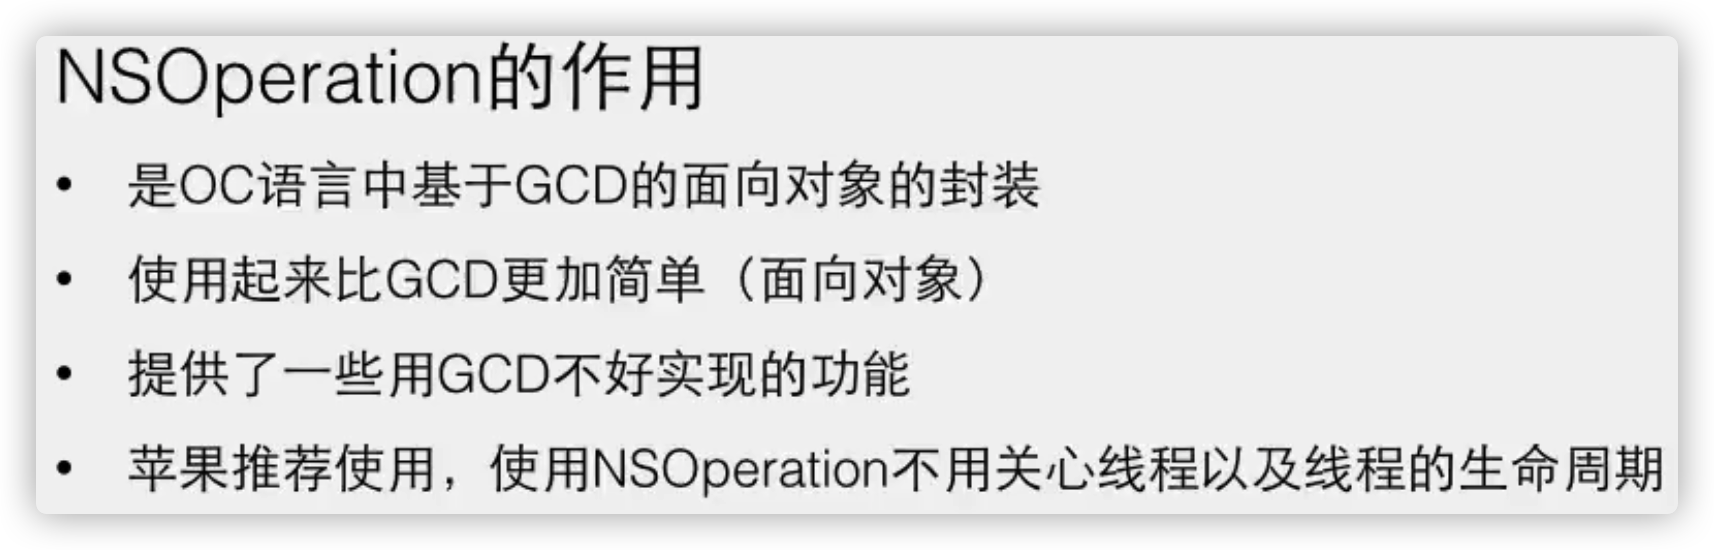 NSOperation的作用
• 是OC语言中基于GCD的面向对象的封装
• 使用起来比GCD更加简单（面向对象）
• 提供了一些用GCD不好实现的功能
• 苹果推荐使用，使用NSOperation不用关心线程以及线程的生命周期